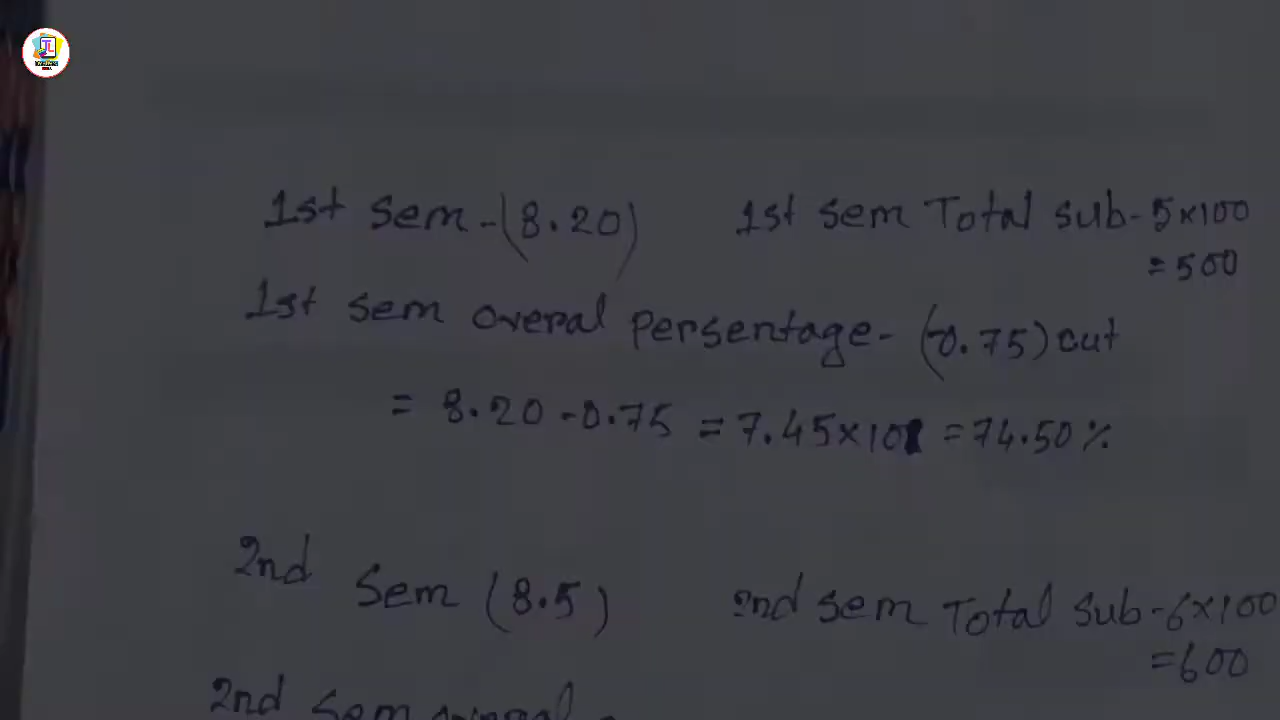 1st Sem - (8.20)
1st sem Total sub - 5×100
= 500
1st sem overal persentage - (-0.75) cut
= 8.20 - 0.75 = 7.45×10 = 74.50 %
2nd Sem (8.5)
2nd sem Total sub - 6×100
= 600
2nd sem overal